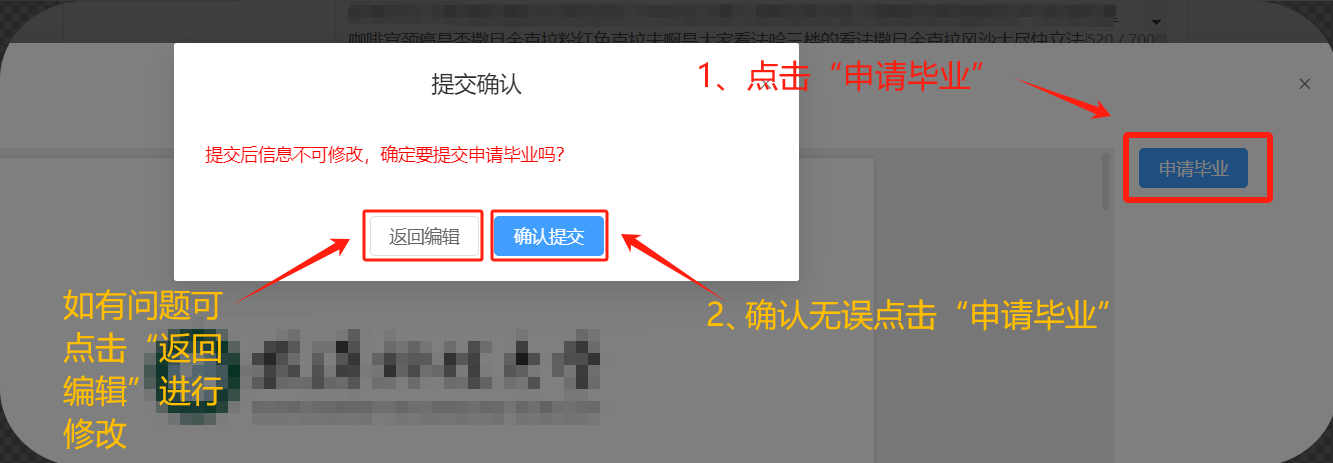 520 / 700
提交确认
1、点击“申请毕业”
提交后信息不可修改，确定要提交申请毕业吗？
申请毕业
返回编辑
确认提交
如有问题可
点击“返回
编辑”进行
修改
2、确认无误点击“申请毕业”